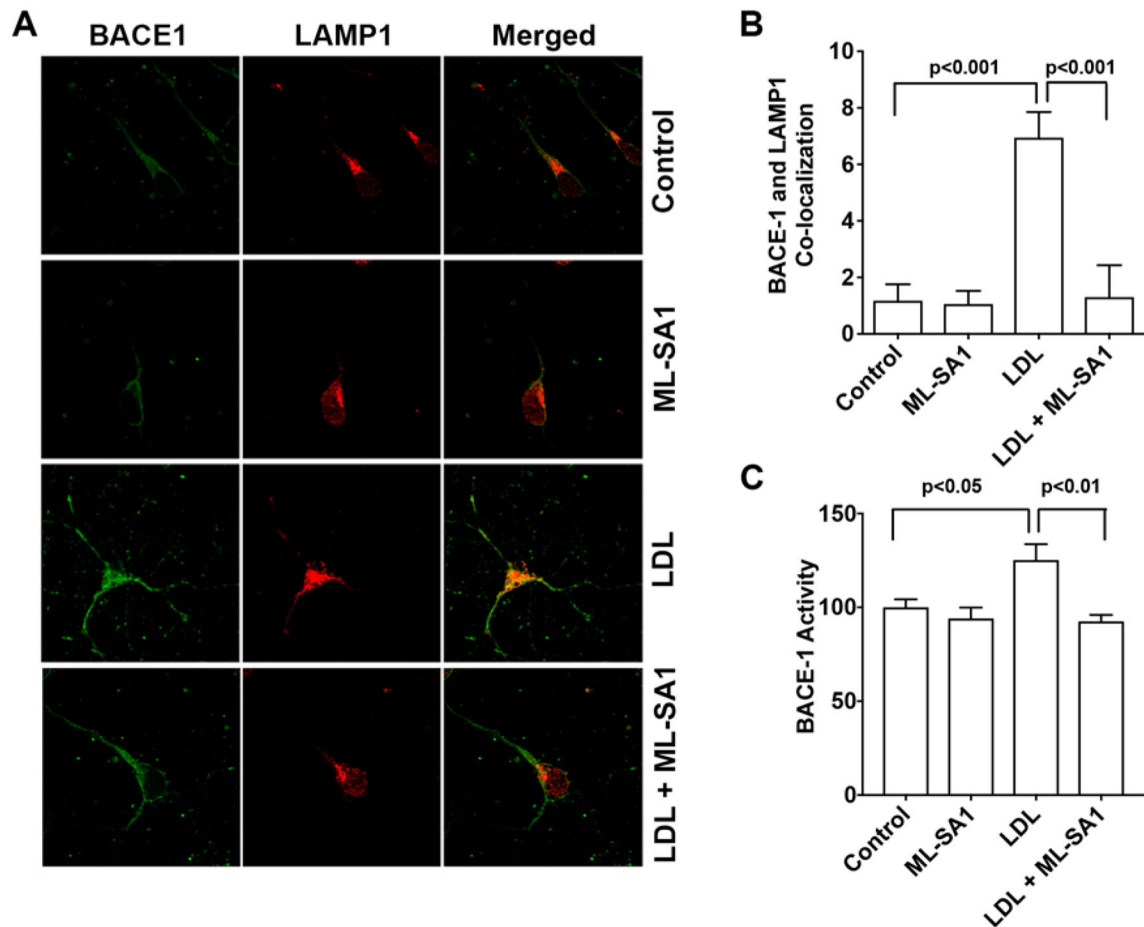 A
BACE1 LAMP1 Merged
Control
ML-SA1
LDL
LDL + ML-SA1
B
BACE-1 and LAMP1
Co-localization
10
8
6
4
2
0
p<0.001 p<0.001
Control ML-SA1 LDL LDL + ML-SA1
C
BACE-1 Activity
150
100
50
0
p<0.05 p<0.01
Control ML-SA1 LDL LDL + ML-SA1